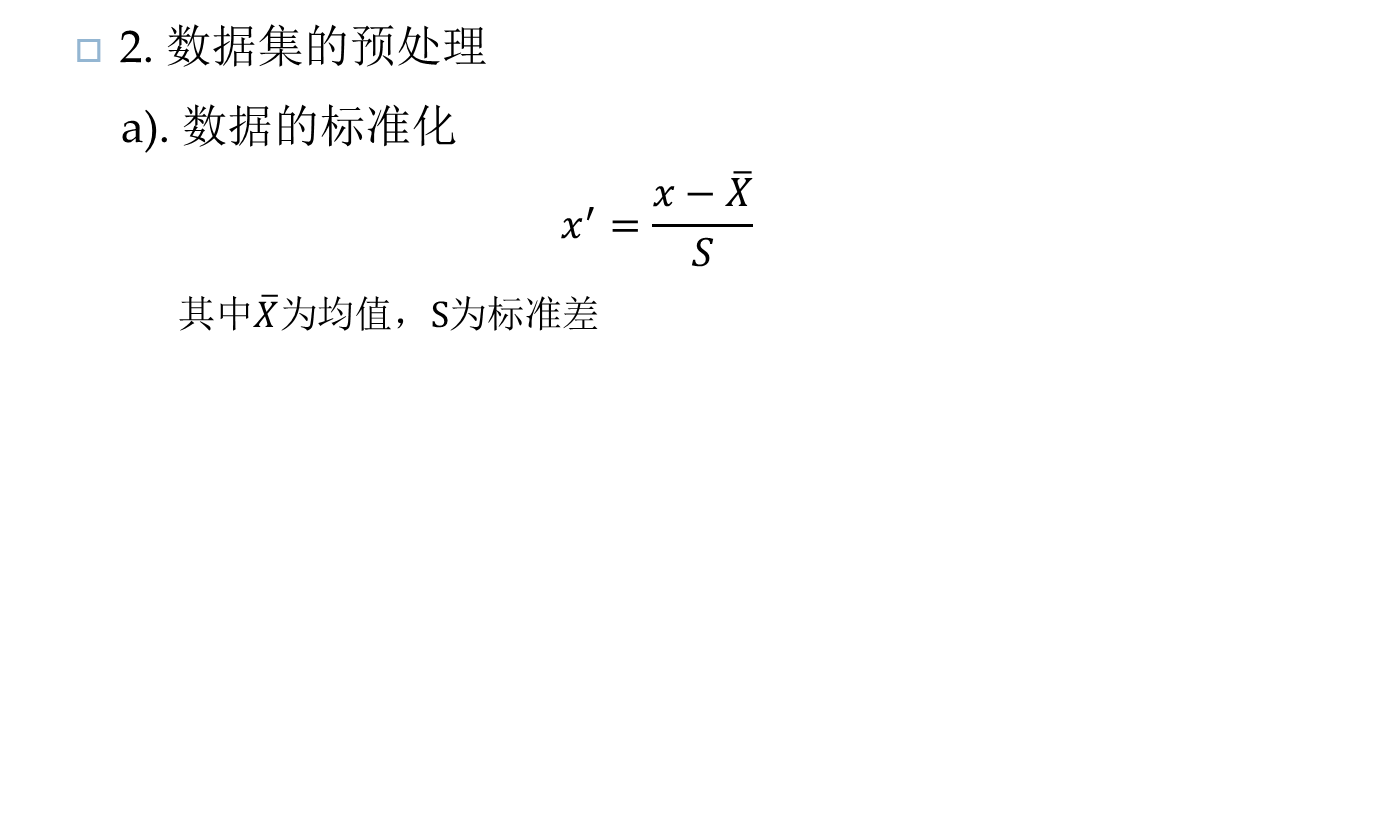 2. 数据集的预处理
a). 数据的标准化
x′ = (x − X̄) / S
其中X̄为均值，S为标准差